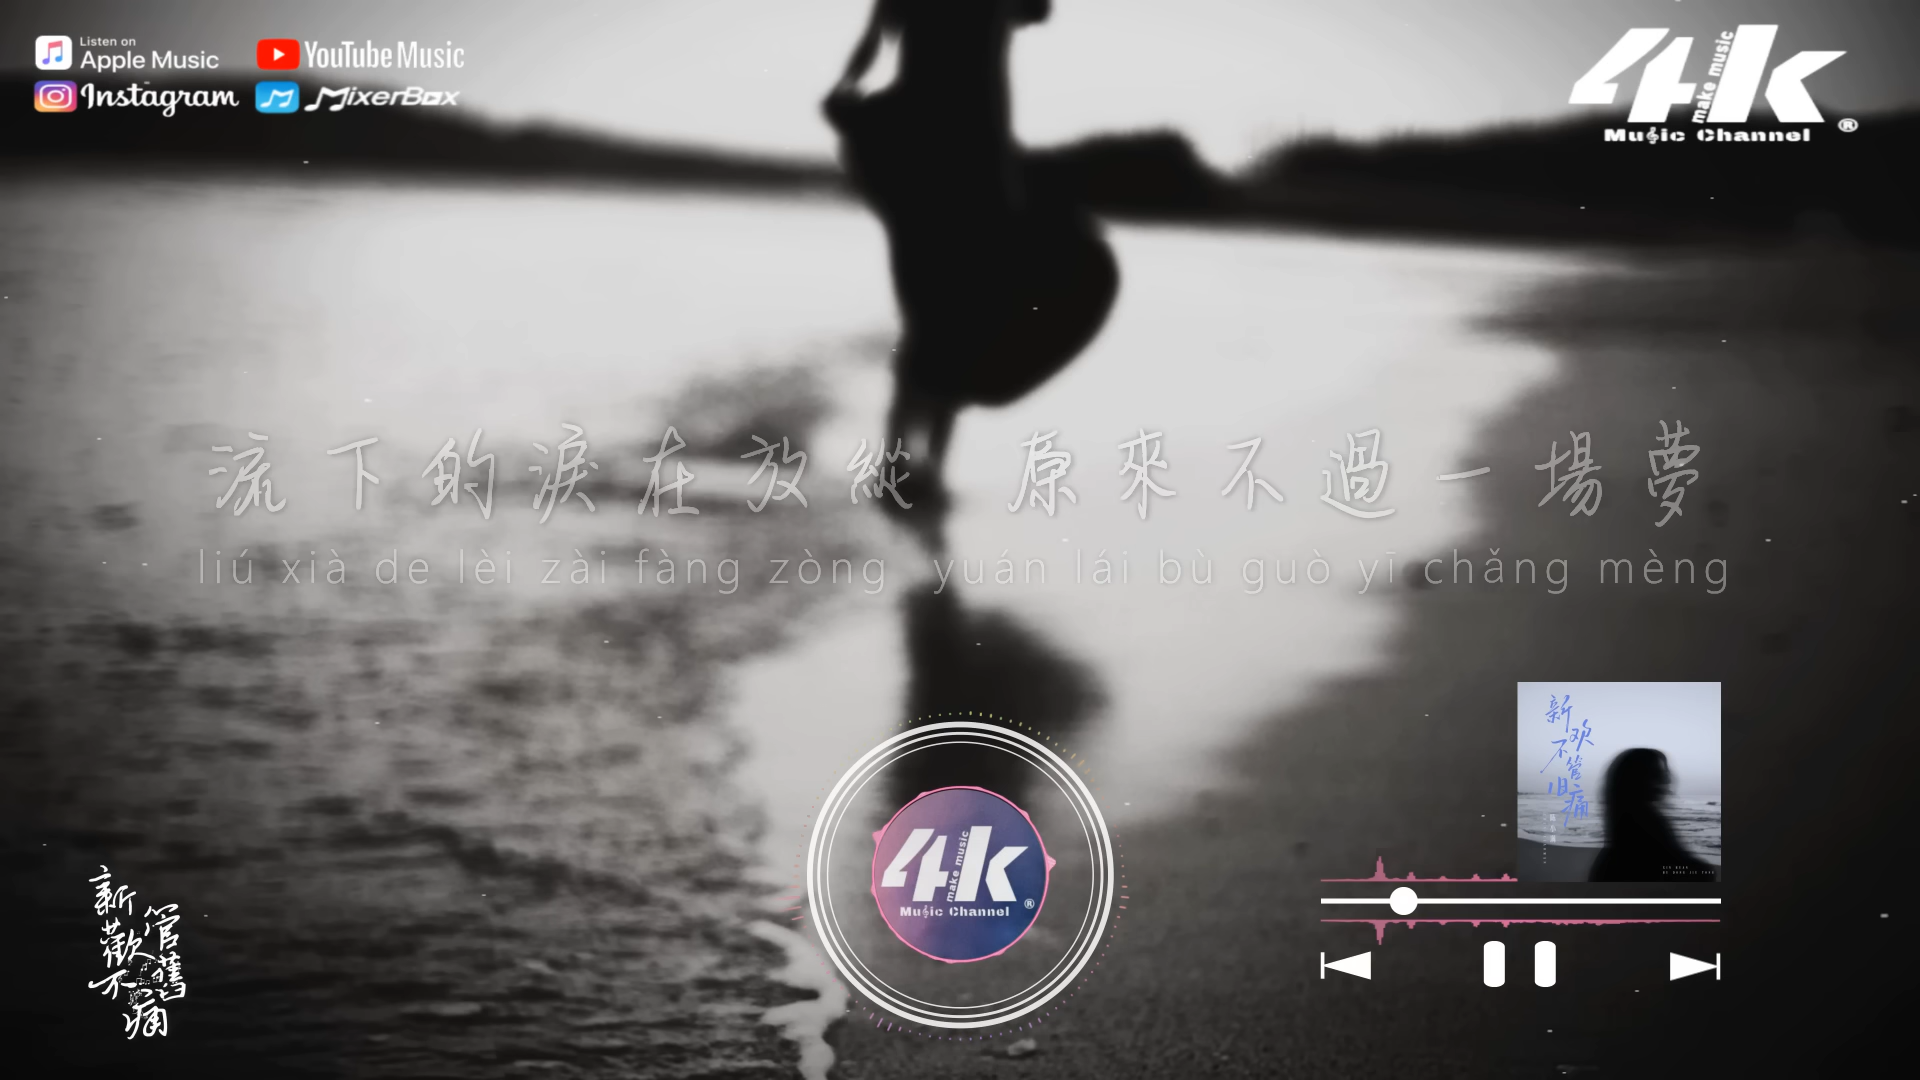 Listen on
Apple Music
YouTube Music
Instagram
MixerBox
4k
make music
Music Channel ®
流下的淚在放縱 原來不過一場夢
liú xià de lèi zài fàng zòng yuán lái bù guò yī chǎng mèng
新欢不管旧痛
4k
make music
Music Channel ®
新歡不管舊痛